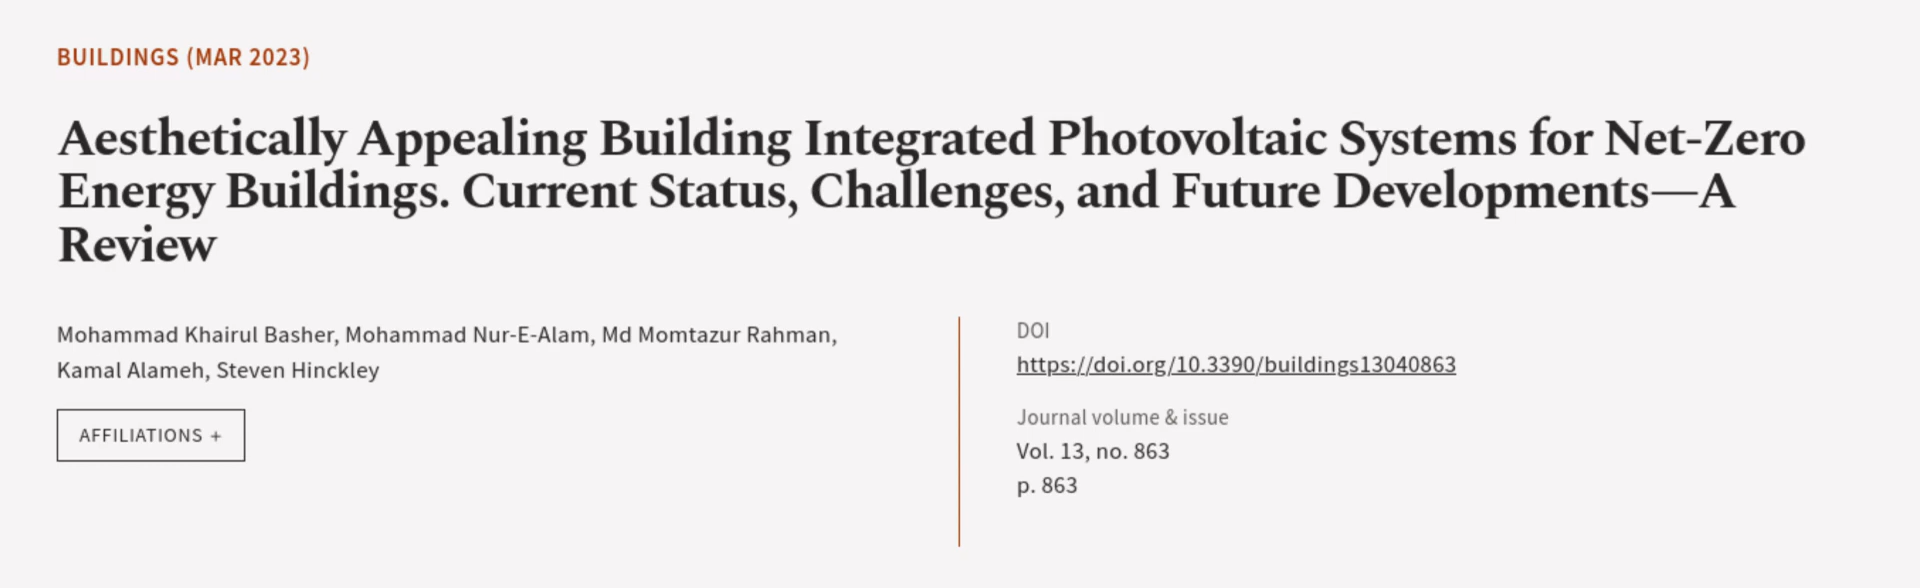 BUILDINGS (MAR 2023)
Aesthetically Appealing Building Integrated Photovoltaic Systems for Net-Zero
Energy Buildings. Current Status, Challenges, and Future Developments—A
Review
Mohammad Khairul Basher, Mohammad Nur-E-Alam, Md Momtazur Rahman,
Kamal Alameh, Steven Hinckley
AFFILIATIONS +
DOI
https://doi.org/10.3390/buildings13040863
Journal volume & issue
Vol. 13, no. 863
p. 863